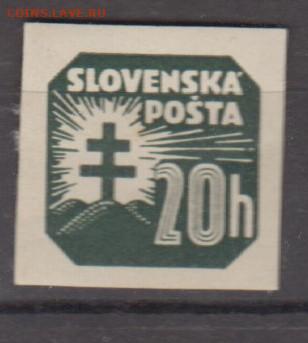 COINS.LAVE.RU
SLOVENSKÁ
POŠTA
20h